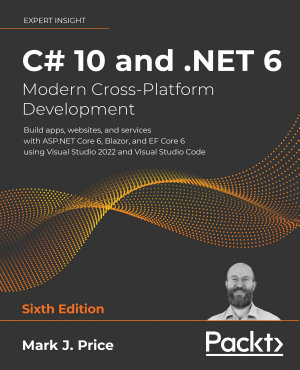 EXPERT INSIGHT
C# 10 and .NET 6
Modern Cross-Platform
Development
Build apps, websites, and services
with ASP.NET Core 6, Blazor, and EF Core 6
using Visual Studio 2022 and Visual Studio Code
Sixth Edition
Mark J. Price
Packt>